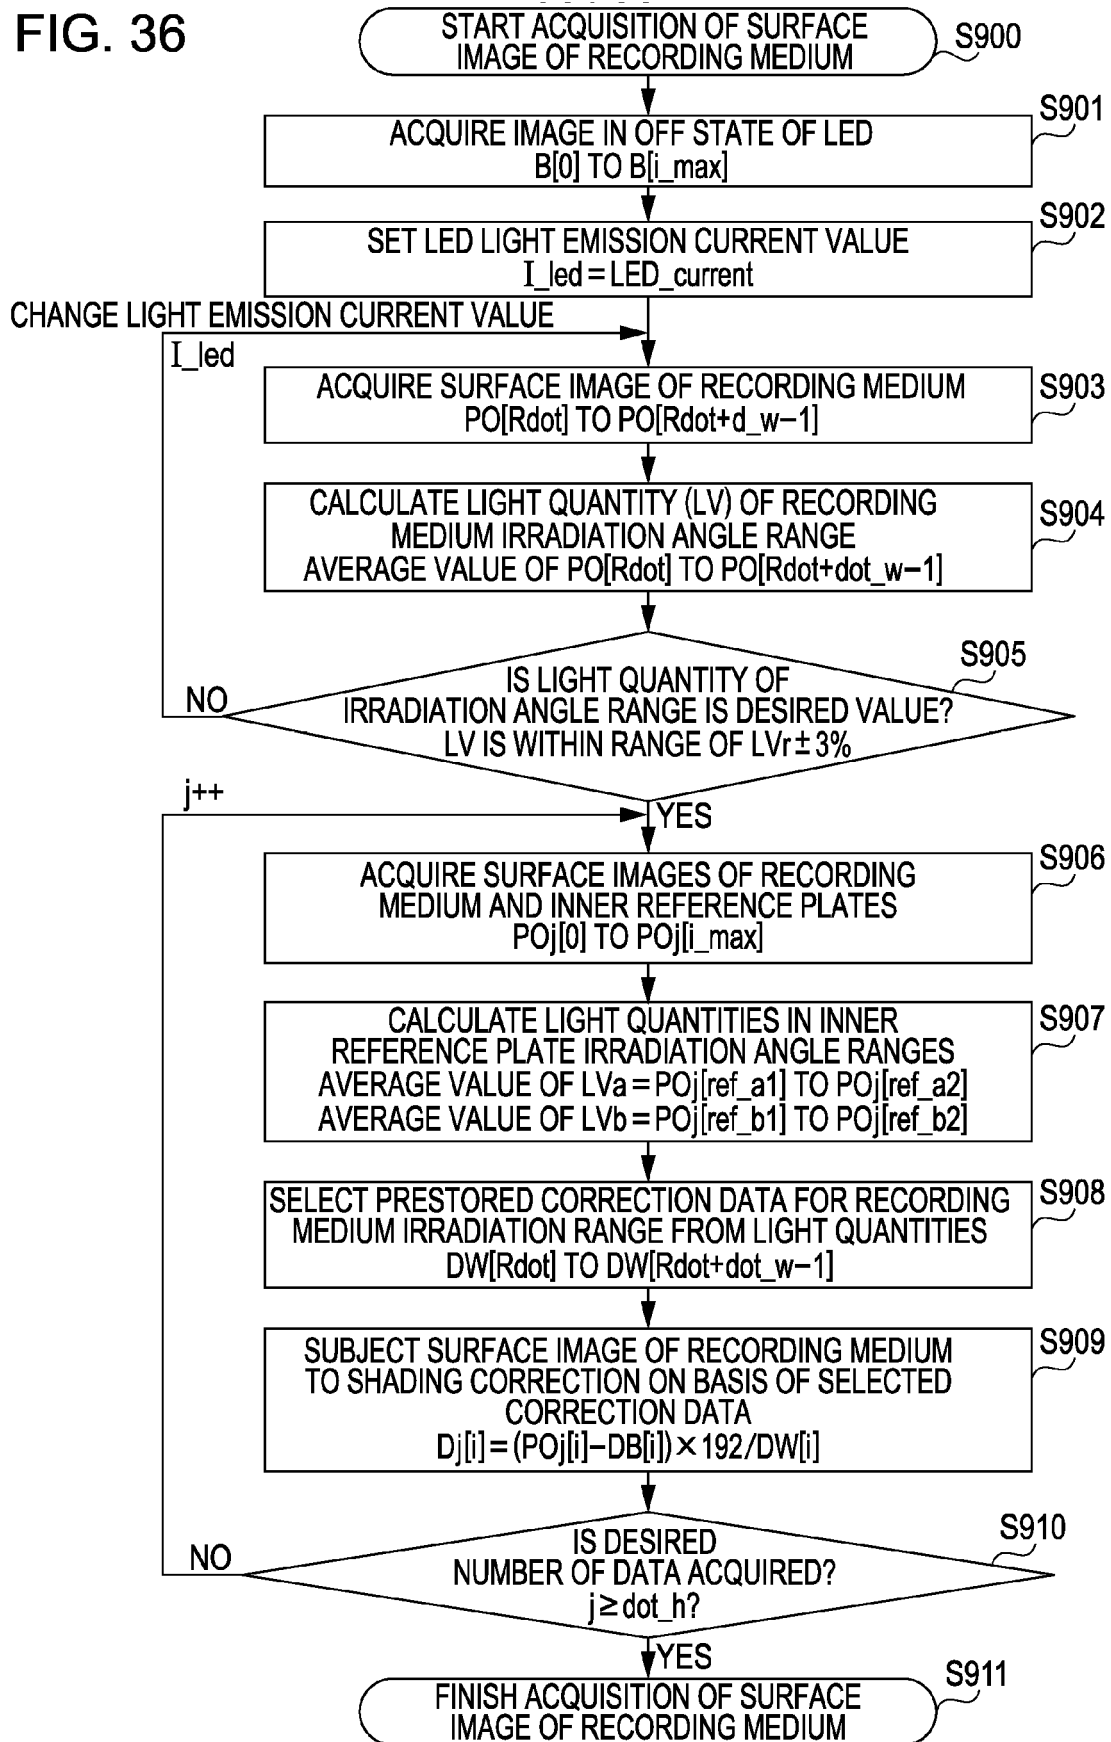 FIG. 36
START ACQUISITION OF SURFACE
IMAGE OF RECORDING MEDIUM
S900
S901
ACQUIRE IMAGE IN OFF STATE OF LED
B[0] TO B[i_max]
S902
SET LED LIGHT EMISSION CURRENT VALUE
I_led = LED_current
CHANGE LIGHT EMISSION CURRENT VALUE
I_led
S903
ACQUIRE SURFACE IMAGE OF RECORDING MEDIUM
PO[Rdot] TO PO[Rdot+d_w−1]
S904
CALCULATE LIGHT QUANTITY (LV) OF RECORDING
MEDIUM IRRADIATION ANGLE RANGE
AVERAGE VALUE OF PO[Rdot] TO PO[Rdot+dot_w−1]
S905
IS LIGHT QUANTITY OF
IRRADIATION ANGLE RANGE IS DESIRED VALUE?
LV IS WITHIN RANGE OF LVr ± 3%
NO
YES
j++
S906
ACQUIRE SURFACE IMAGES OF RECORDING
MEDIUM AND INNER REFERENCE PLATES
POj[0] TO POj[i_max]
S907
CALCULATE LIGHT QUANTITIES IN INNER
REFERENCE PLATE IRRADIATION ANGLE RANGES
AVERAGE VALUE OF LVa = POj[ref_a1] TO POj[ref_a2]
AVERAGE VALUE OF LVb = POj[ref_b1] TO POj[ref_b2]
S908
SELECT PRESTORED CORRECTION DATA FOR RECORDING
MEDIUM IRRADIATION RANGE FROM LIGHT QUANTITIES
DW[Rdot] TO DW[Rdot+dot_w−1]
S909
SUBJECT SURFACE IMAGE OF RECORDING MEDIUM
TO SHADING CORRECTION ON BASIS OF SELECTED
CORRECTION DATA
Dj[i] = (POj[i]−DB[i]) × 192/DW[i]
S910
IS DESIRED
NUMBER OF DATA ACQUIRED?
j ≥ dot_h?
NO
YES
S911
FINISH ACQUISITION OF SURFACE
IMAGE OF RECORDING MEDIUM